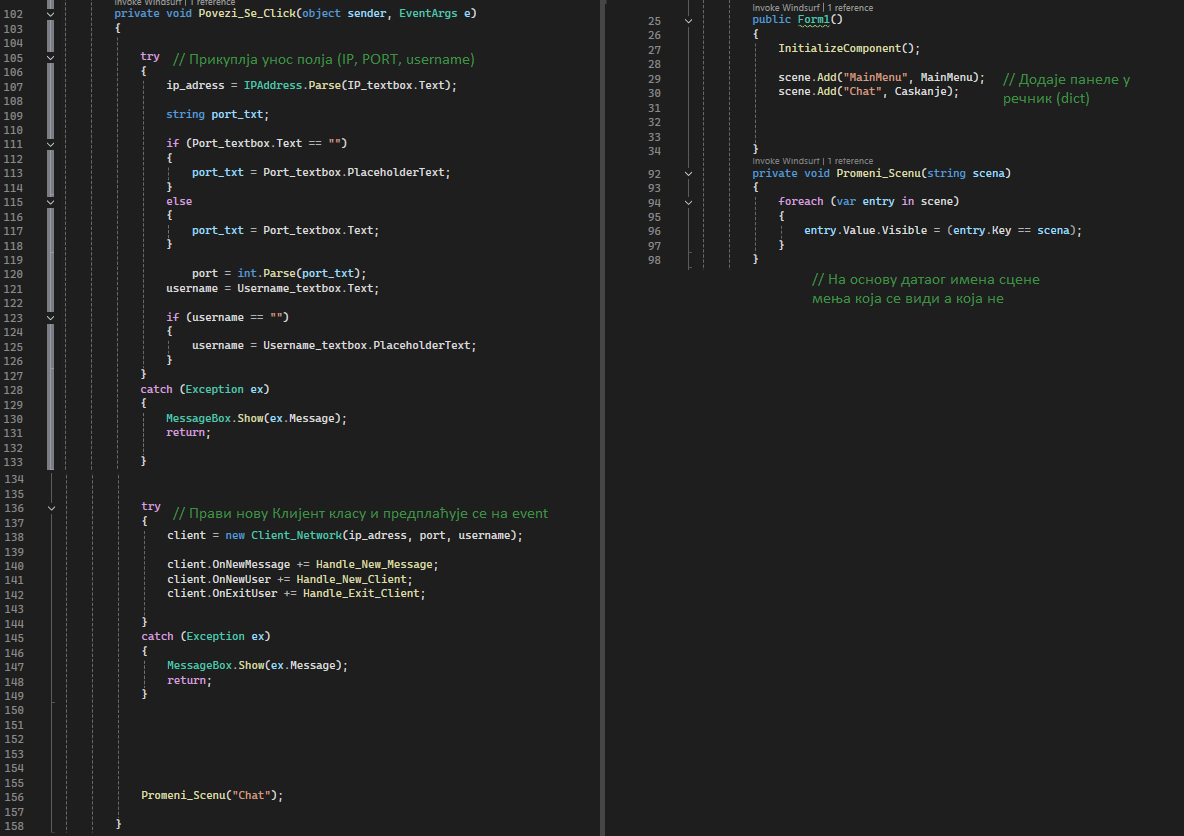 Invoke Windsurf | 1 reference
102 private void Povezi_Se_Click(object sender, EventArgs e)
103 {
104
105 try // Прикуплја унос полја (IP, PORT, username)
106 {
107 ip_adress = IPAddress.Parse(IP_textbox.Text);
108
109 string port_txt;
110
111 if (Port_textbox.Text == "")
112 {
113 port_txt = Port_textbox.PlaceholderText;
114 }
115 else
116 {
117 port_txt = Port_textbox.Text;
118 }
119
120 port = int.Parse(port_txt);
121 username = Username_textbox.Text;
122
123 if (username == "")
124 {
125 username = Username_textbox.PlaceholderText;
126 }
127 }
128 catch (Exception ex)
129 {
130 MessageBox.Show(ex.Message);
131 return;
132
133 }
134
135
136 try // Прави нову Клијент класу и предплаћује се на event
137 {
138 client = new Client_Network(ip_adress, port, username);
139
140 client.OnNewMessage += Handle_New_Message;
141 client.OnNewUser += Handle_New_Client;
142 client.OnExitUser += Handle_Exit_Client;
143
144 }
145 catch (Exception ex)
146 {
147 MessageBox.Show(ex.Message);
148 return;
149 }
150
151
152
153
154
155
156 Promeni_Scenu("Chat");
157
158 }
Invoke Windsurf | 1 reference
25 public Form1()
26 {
27 InitializeComponent();
28
29 scene.Add("MainMenu", MainMenu); // Додаје панеле у
30 scene.Add("Chat", Caskanje); речник (dict)
31
32
33
34 }
Invoke Windsurf | 1 reference
92 private void Promeni_Scenu(string scena)
93 {
94 foreach (var entry in scene)
95 {
96 entry.Value.Visible = (entry.Key == scena);
97 }
98 }
// На основу датаог имена сцене
мења која се види а која не